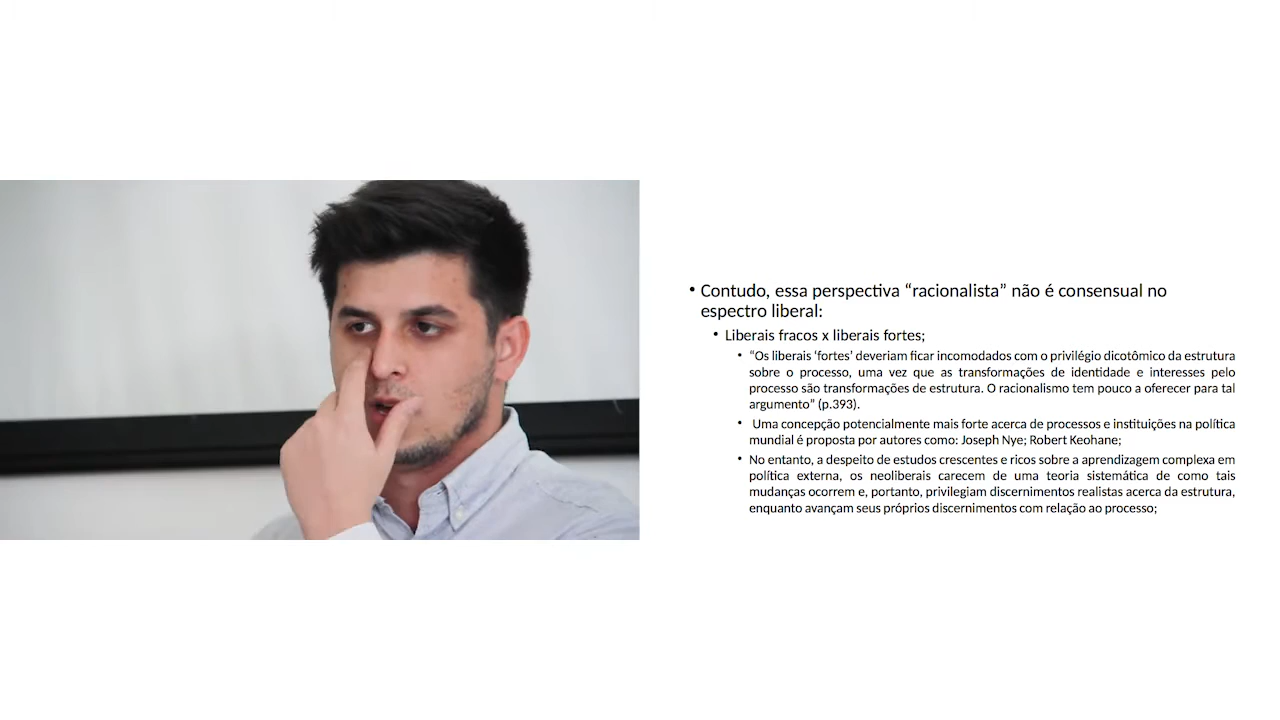 • Contudo, essa perspectiva “racionalista” não é consensual no
espectro liberal:
• Liberais fracos x liberais fortes;
• “Os liberais ‘fortes’ deveriam ficar incomodados com o privilégio dicotômico da estrutura
sobre o processo, uma vez que as transformações de identidade e interesses pelo
processo são transformações de estrutura. O racionalismo tem pouco a oferecer para tal
argumento” (p.393).
• Uma concepção potencialmente mais forte acerca de processos e instituições na política
mundial é proposta por autores como: Joseph Nye; Robert Keohane;
• No entanto, a despeito de estudos crescentes e ricos sobre a aprendizagem complexa em
política externa, os neoliberais carecem de uma teoria sistemática de como tais
mudanças ocorrem e, portanto, privilegiam discernimentos realistas acerca da estrutura,
enquanto avançam seus próprios discernimentos com relação ao processo;